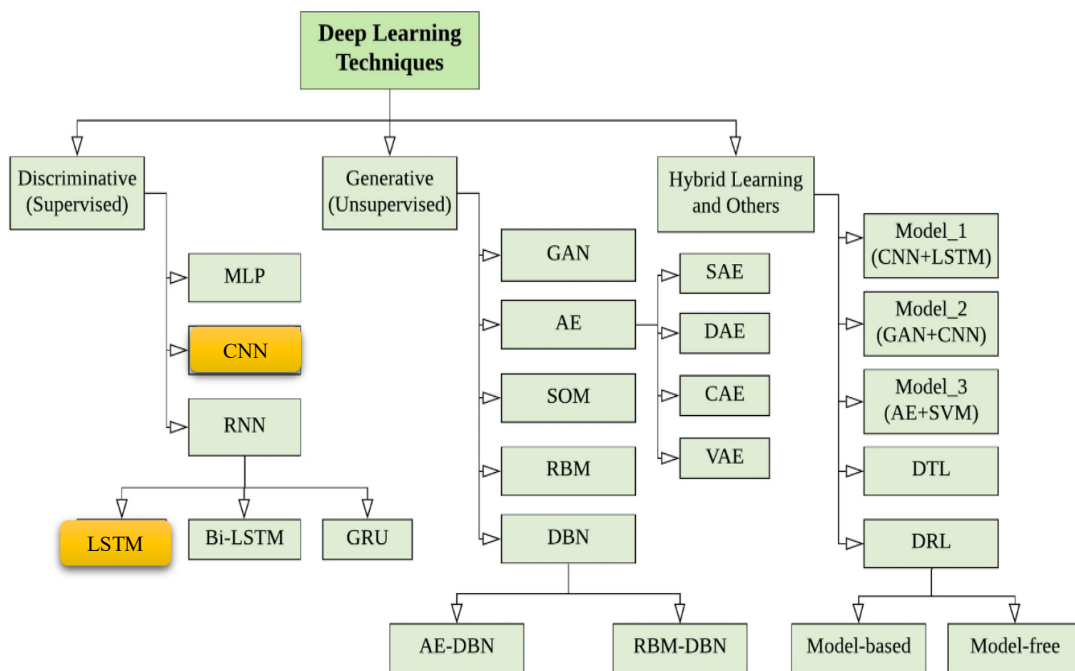 Deep Learning
Techniques
Discriminative
(Supervised)
MLP
CNN
RNN
LSTM
Bi-LSTM
GRU
Generative
(Unsupervised)
GAN
AE
SAE
DAE
CAE
VAE
SOM
RBM
DBN
AE-DBN
RBM-DBN
Hybrid Learning
and Others
Model_1
(CNN+LSTM)
Model_2
(GAN+CNN)
Model_3
(AE+SVM)
DTL
DRL
Model-based
Model-free